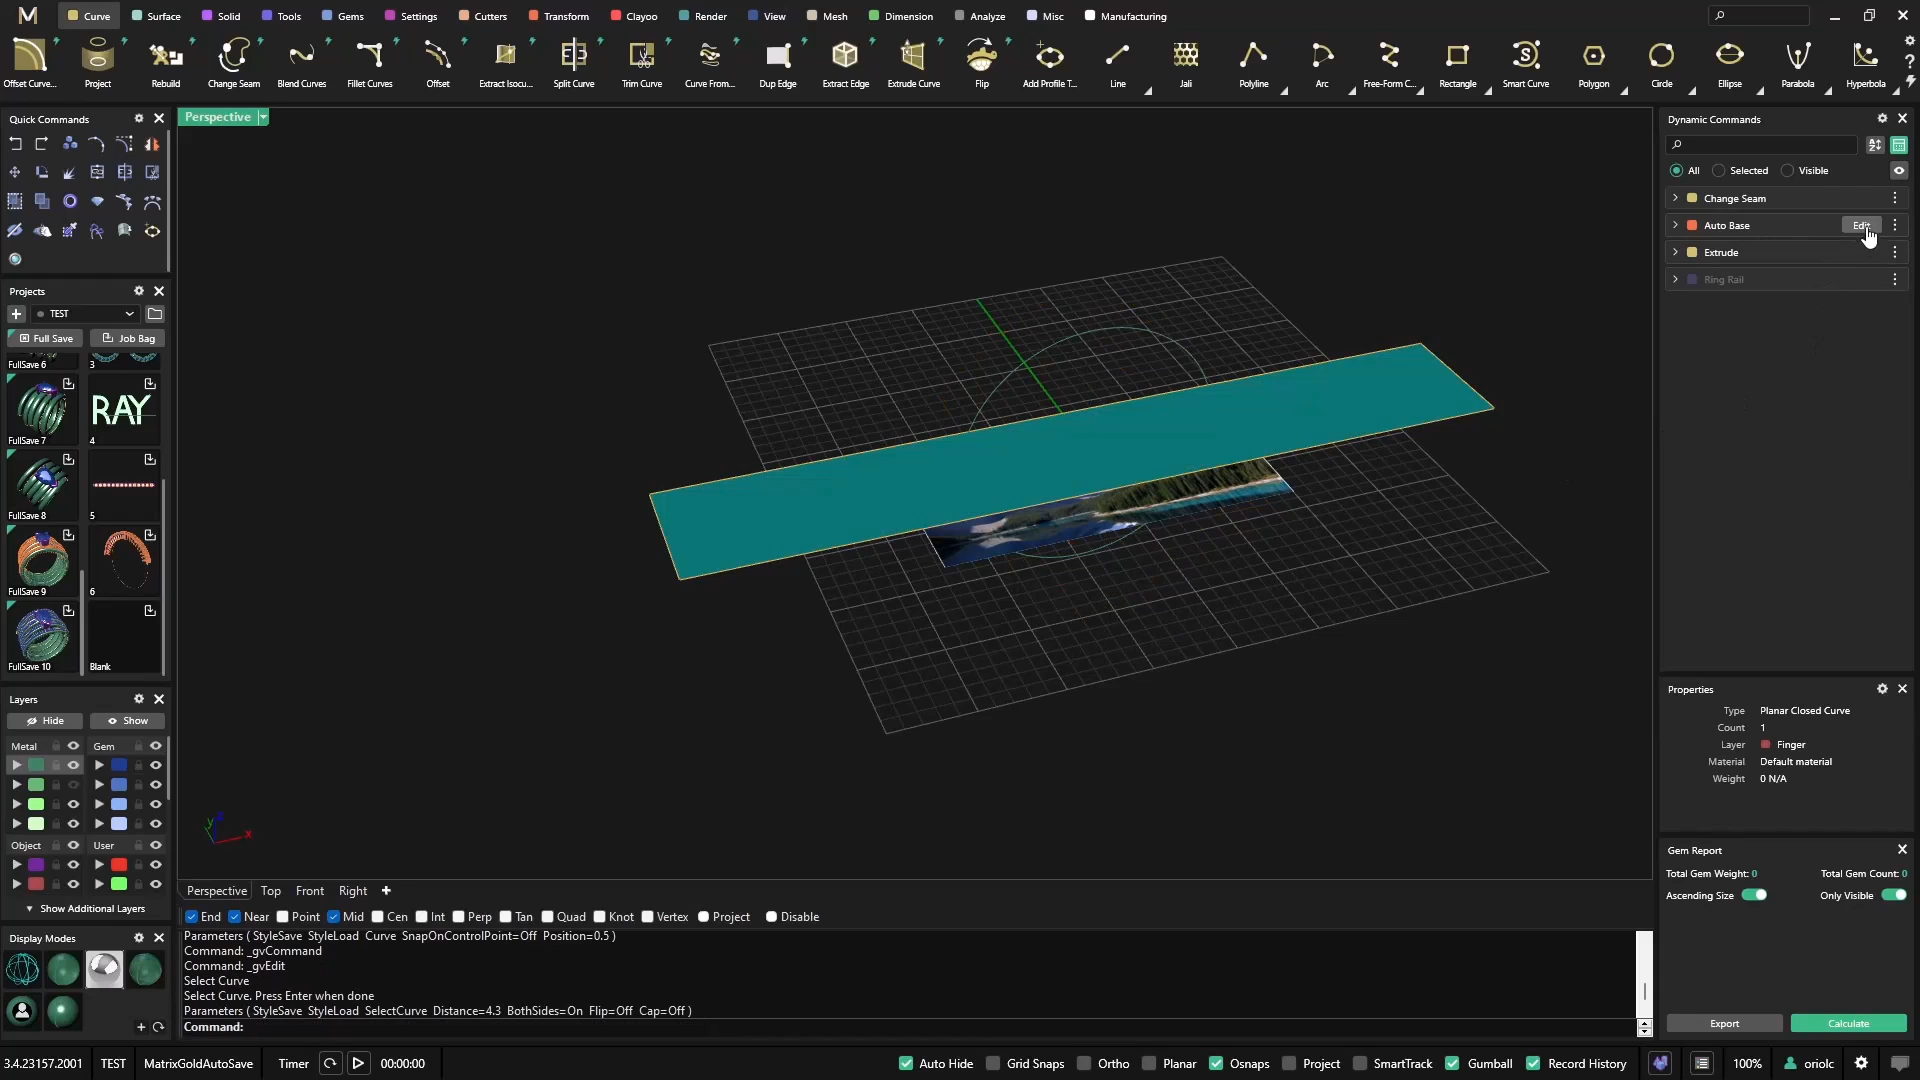 Curve Surface Solid Tools Gems Settings Cutters Transform Clayoo Render View Mesh Dimension Analyze Misc Manufacturing
Offset Curve... Project Rebuild Change Seam Blend Curves Fillet Curves Offset Extract Isocu... Split Curve Trim Curve Curve From... Dup Edge Extract Edge Extrude Curve Flip Add Profile T... Line Jali Polyline Arc Free-Form C... Rectangle Smart Curve Polygon Circle Ellipse Parabola Hyperbola
Quick Commands
Projects
TEST
Full Save Job Bag
FullSave 6 3
RAY
FullSave 7 4
FullSave 8 5
FullSave 9 6
FullSave 10 Blank
Layers
Hide Show
Metal Gem
Object User
Show Additional Layers
Display Modes
Perspective
y x
Perspective Top Front Right
End Near Point Mid Cen Int Perp Tan Quad Knot Vertex Project Disable
Parameters ( StyleSave StyleLoad Curve SnapOnControlPoint=Off Position=0.5 )
Command: _gvCommand
Command: _gvEdit
Select Curve
Select Curve. Press Enter when done
Parameters ( StyleSave StyleLoad SelectCurve Distance=4.3 BothSides=On Flip=Off Cap=Off )
Command:
Dynamic Commands
All Selected Visible
Change Seam
Auto Base Edit
Extrude
Ring Rail
Properties
Type Planar Closed Curve
Count 1
Layer Finger
Material Default material
Weight 0 N/A
Gem Report
Total Gem Weight: 0 Total Gem Count: 0
Ascending Size Only Visible
Export Calculate
3.4.23157.2001 TEST MatrixGoldAutoSave Timer 00:00:00 Auto Hide Grid Snaps Ortho Planar Osnaps Project SmartTrack Gumball Record History 100% oriolc